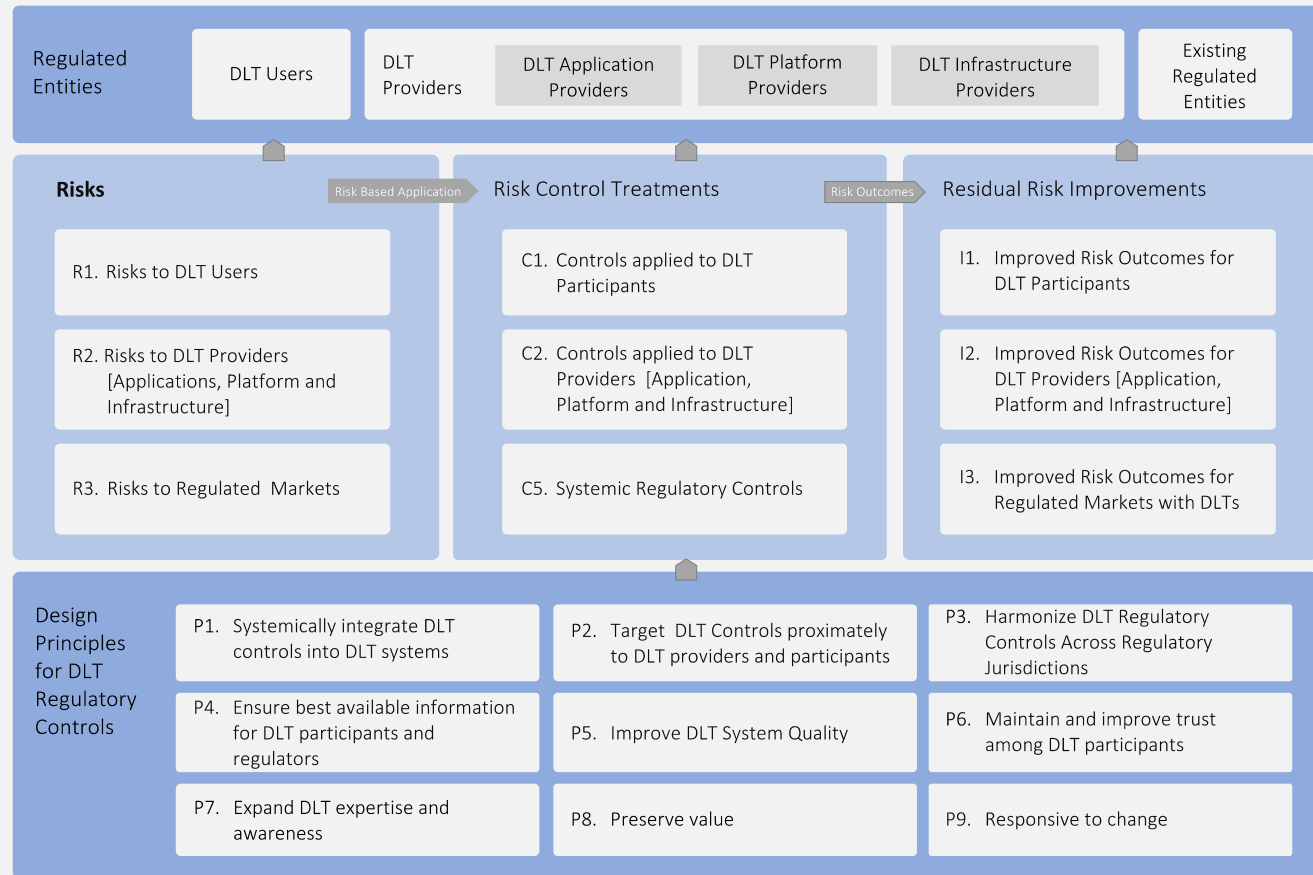 Regulated
Entities
DLT Users
DLT
Providers
DLT Application
Providers
DLT Platform
Providers
DLT Infrastructure
Providers
Existing
Regulated
Entities
Risks
Risk Based Application
Risk Control Treatments
Risk Outcomes
Residual Risk Improvements
R1. Risks to DLT Users
R2. Risks to DLT Providers
[Applications, Platform and
Infrastructure]
R3. Risks to Regulated Markets
C1. Controls applied to DLT
Participants
C2. Controls applied to DLT
Providers [Application,
Platform and Infrastructure]
C5. Systemic Regulatory Controls
I1. Improved Risk Outcomes for
DLT Participants
I2. Improved Risk Outcomes for
DLT Providers [Application,
Platform and Infrastructure]
I3. Improved Risk Outcomes for
Regulated Markets with DLTs
Design
Principles
for DLT
Regulatory
Controls
P1. Systemically integrate DLT
controls into DLT systems
P2. Target DLT Controls proximately
to DLT providers and participants
P3. Harmonize DLT Regulatory
Controls Across Regulatory
Jurisdictions
P4. Ensure best available information
for DLT participants and
regulators
P5. Improve DLT System Quality
P6. Maintain and improve trust
among DLT participants
P7. Expand DLT expertise and
awareness
P8. Preserve value
P9. Responsive to change